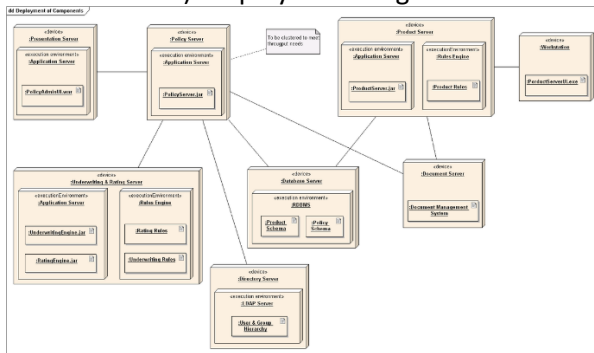 dd Deployment of Components
«device»
:Presentation Server
«execution environment»
:Application Server
:PolicyAdminUI.war
«device»
:Policy Server
«execution environment»
:Application Server
:PolicyServer.jar
To be clustered to meet
througput needs
«device»
:Product Server
«execution environment»
:Application Server
:ProductServer.jar
«executionEnvironment»
:Rules Engine
:Product Rules
«device»
:Workstation
:ProductServerUI.exe
«device»
:Underwriting & Rating Server
«executionEnvironment»
:Application Server
:UnderwritingEngine.jar
:RatingEngine.jar
«executionEnvironment»
:Rules Engine
:Rating Rules
:Underwriting Rules
«device»
:Database Server
«execution environment»
:RDBMS
:Product
Schema
:Policy
Schema
«device»
:Document Server
:Document Management
System
«device»
:Directory Server
«execution environment»
:LDAP Server
:User & Group
Hierarchy